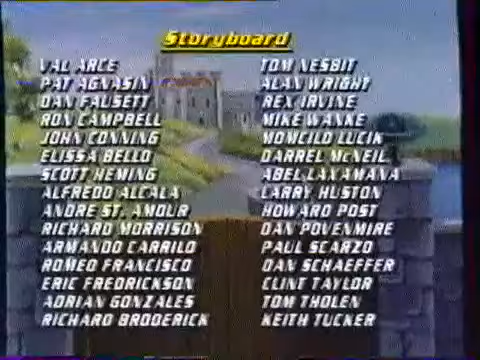 Storyboard
VAL ARCE
PAT AGNASIN
DAN FAUSETT
RON CAMPBELL
JOHN CONNING
ELISSA BELLO
SCOTT HEMING
ALFREDO ALCALA
ANDRE ST. AMOUR
RICHARD MORRISON
ARMANDO CARRILO
ROMEO FRANCISCO
ERIC FREDRICKSON
ADRIAN GONZALES
RICHARD BRODERICK
TOM NESBIT
ALAN WRIGHT
REX IRVINE
MIKE WANKE
MOMCILO LUCIK
DARREL McNEIL
ABEL LAXAMANA
LARRY HUSTON
HOWARD POST
DAN POVENMIRE
PAUL SCARZO
DAN SCHAEFFER
CLINT TAYLOR
TOM THOLEN
KEITH TUCKER